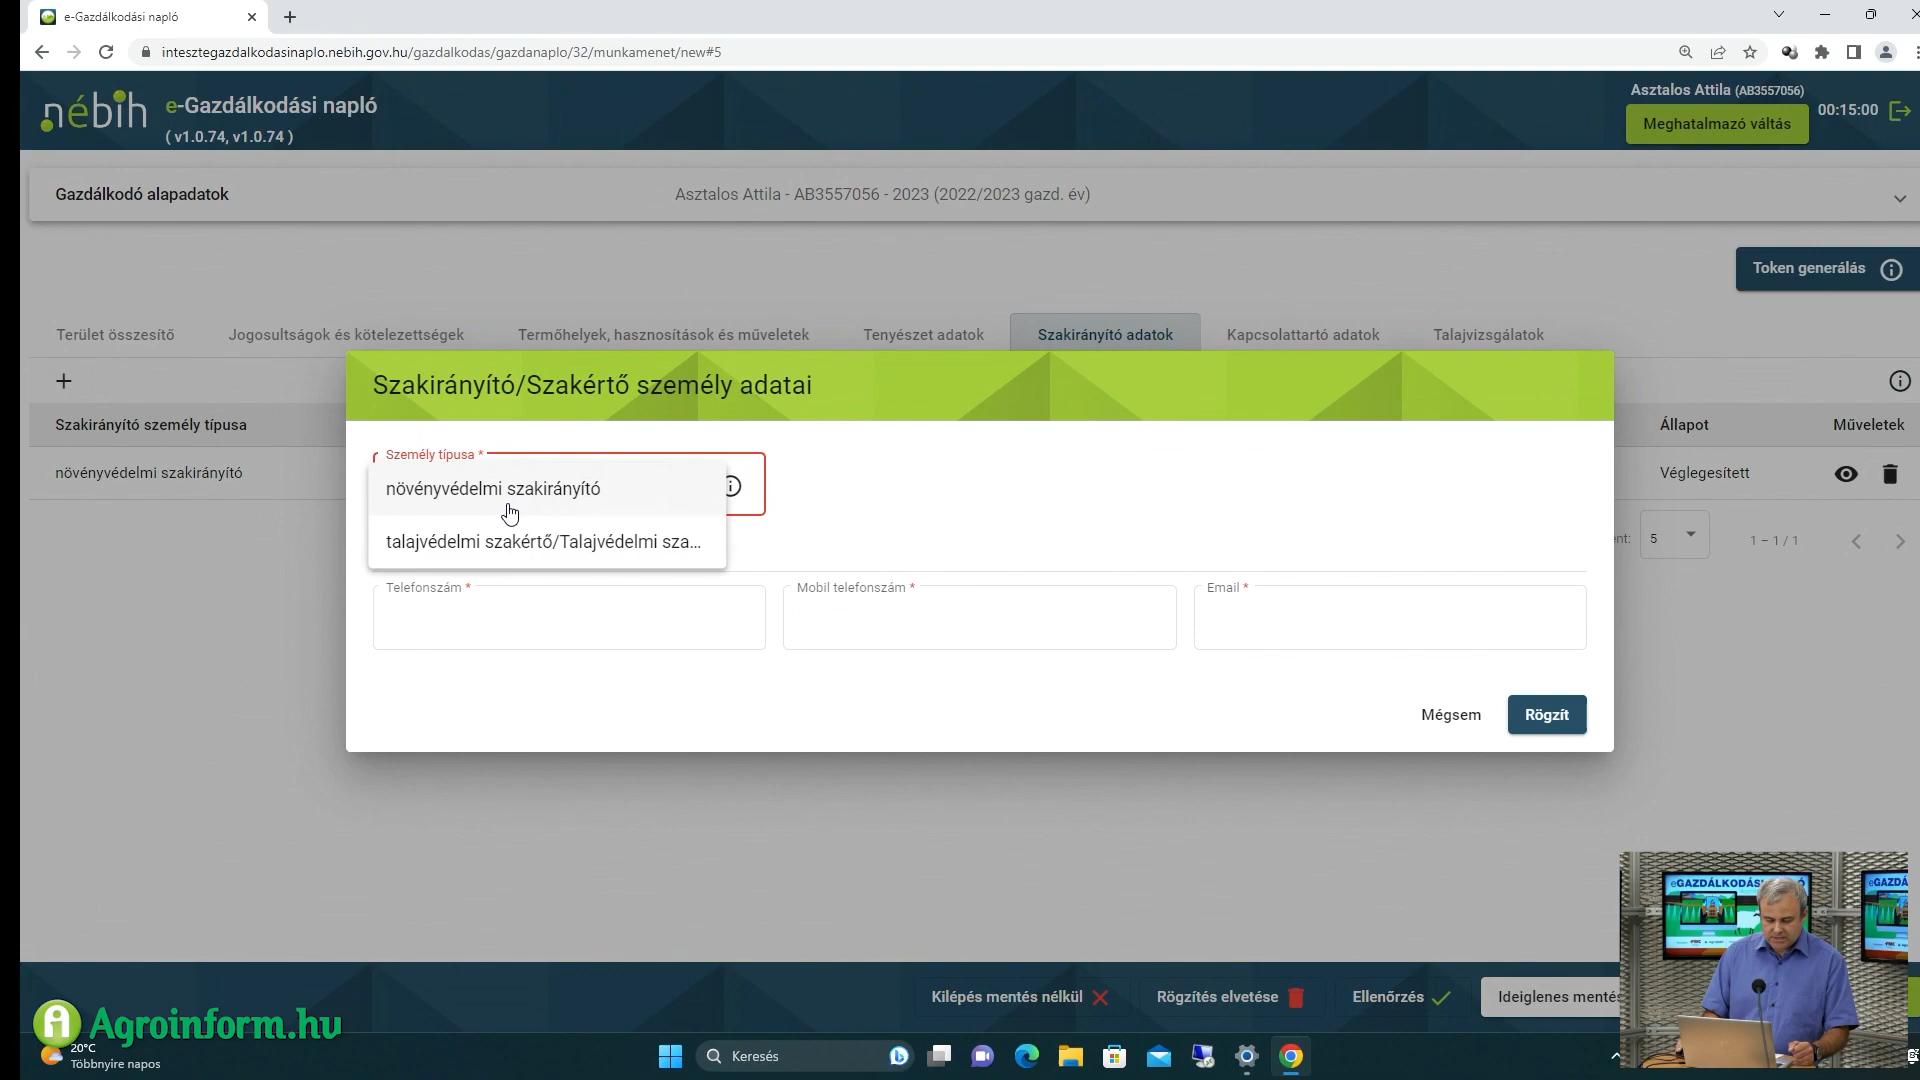 e-Gazdálkodási napló
intesztegazdalkodasinaplo.nebih.gov.hu/gazdalkodas/gazdanaplo/32/munkamenet/new#5
nébih
e-Gazdálkodási napló
( v1.0.74, v1.0.74 )
Asztalos Attila (AB3557056)
Meghatalmazó váltás
00:15:00
Gazdálkodó alapadatok
Asztalos Attila - AB3557056 - 2023 (2022/2023 gazd. év)
Token generálás
Terület összesítő
Jogosultságok és kötelezettségek
Termőhelyek, hasznosítások és műveletek
Tenyészet adatok
Szakirányító adatok
Kapcsolattartó adatok
Talajvizsgálatok
Szakirányító/Szakértő személy adatai
Szakirányító személy típusa
Állapot
Műveletek
növényvédelmi szakirányító
Véglegesített
Személy típusa *
növényvédelmi szakirányító
talajvédelmi szakértő/Talajvédelmi sza...
5
1 – 1 / 1
Telefonszám *
Mobil telefonszám *
Email *
Mégsem
Rögzít
Kilépés mentés nélkül
Rögzítés elvetése
Ellenőrzés
Ideiglenes mentés
eGAZDÁLKODÁSI
Agroinform.hu
20°C
Többnyire napos
Keresés